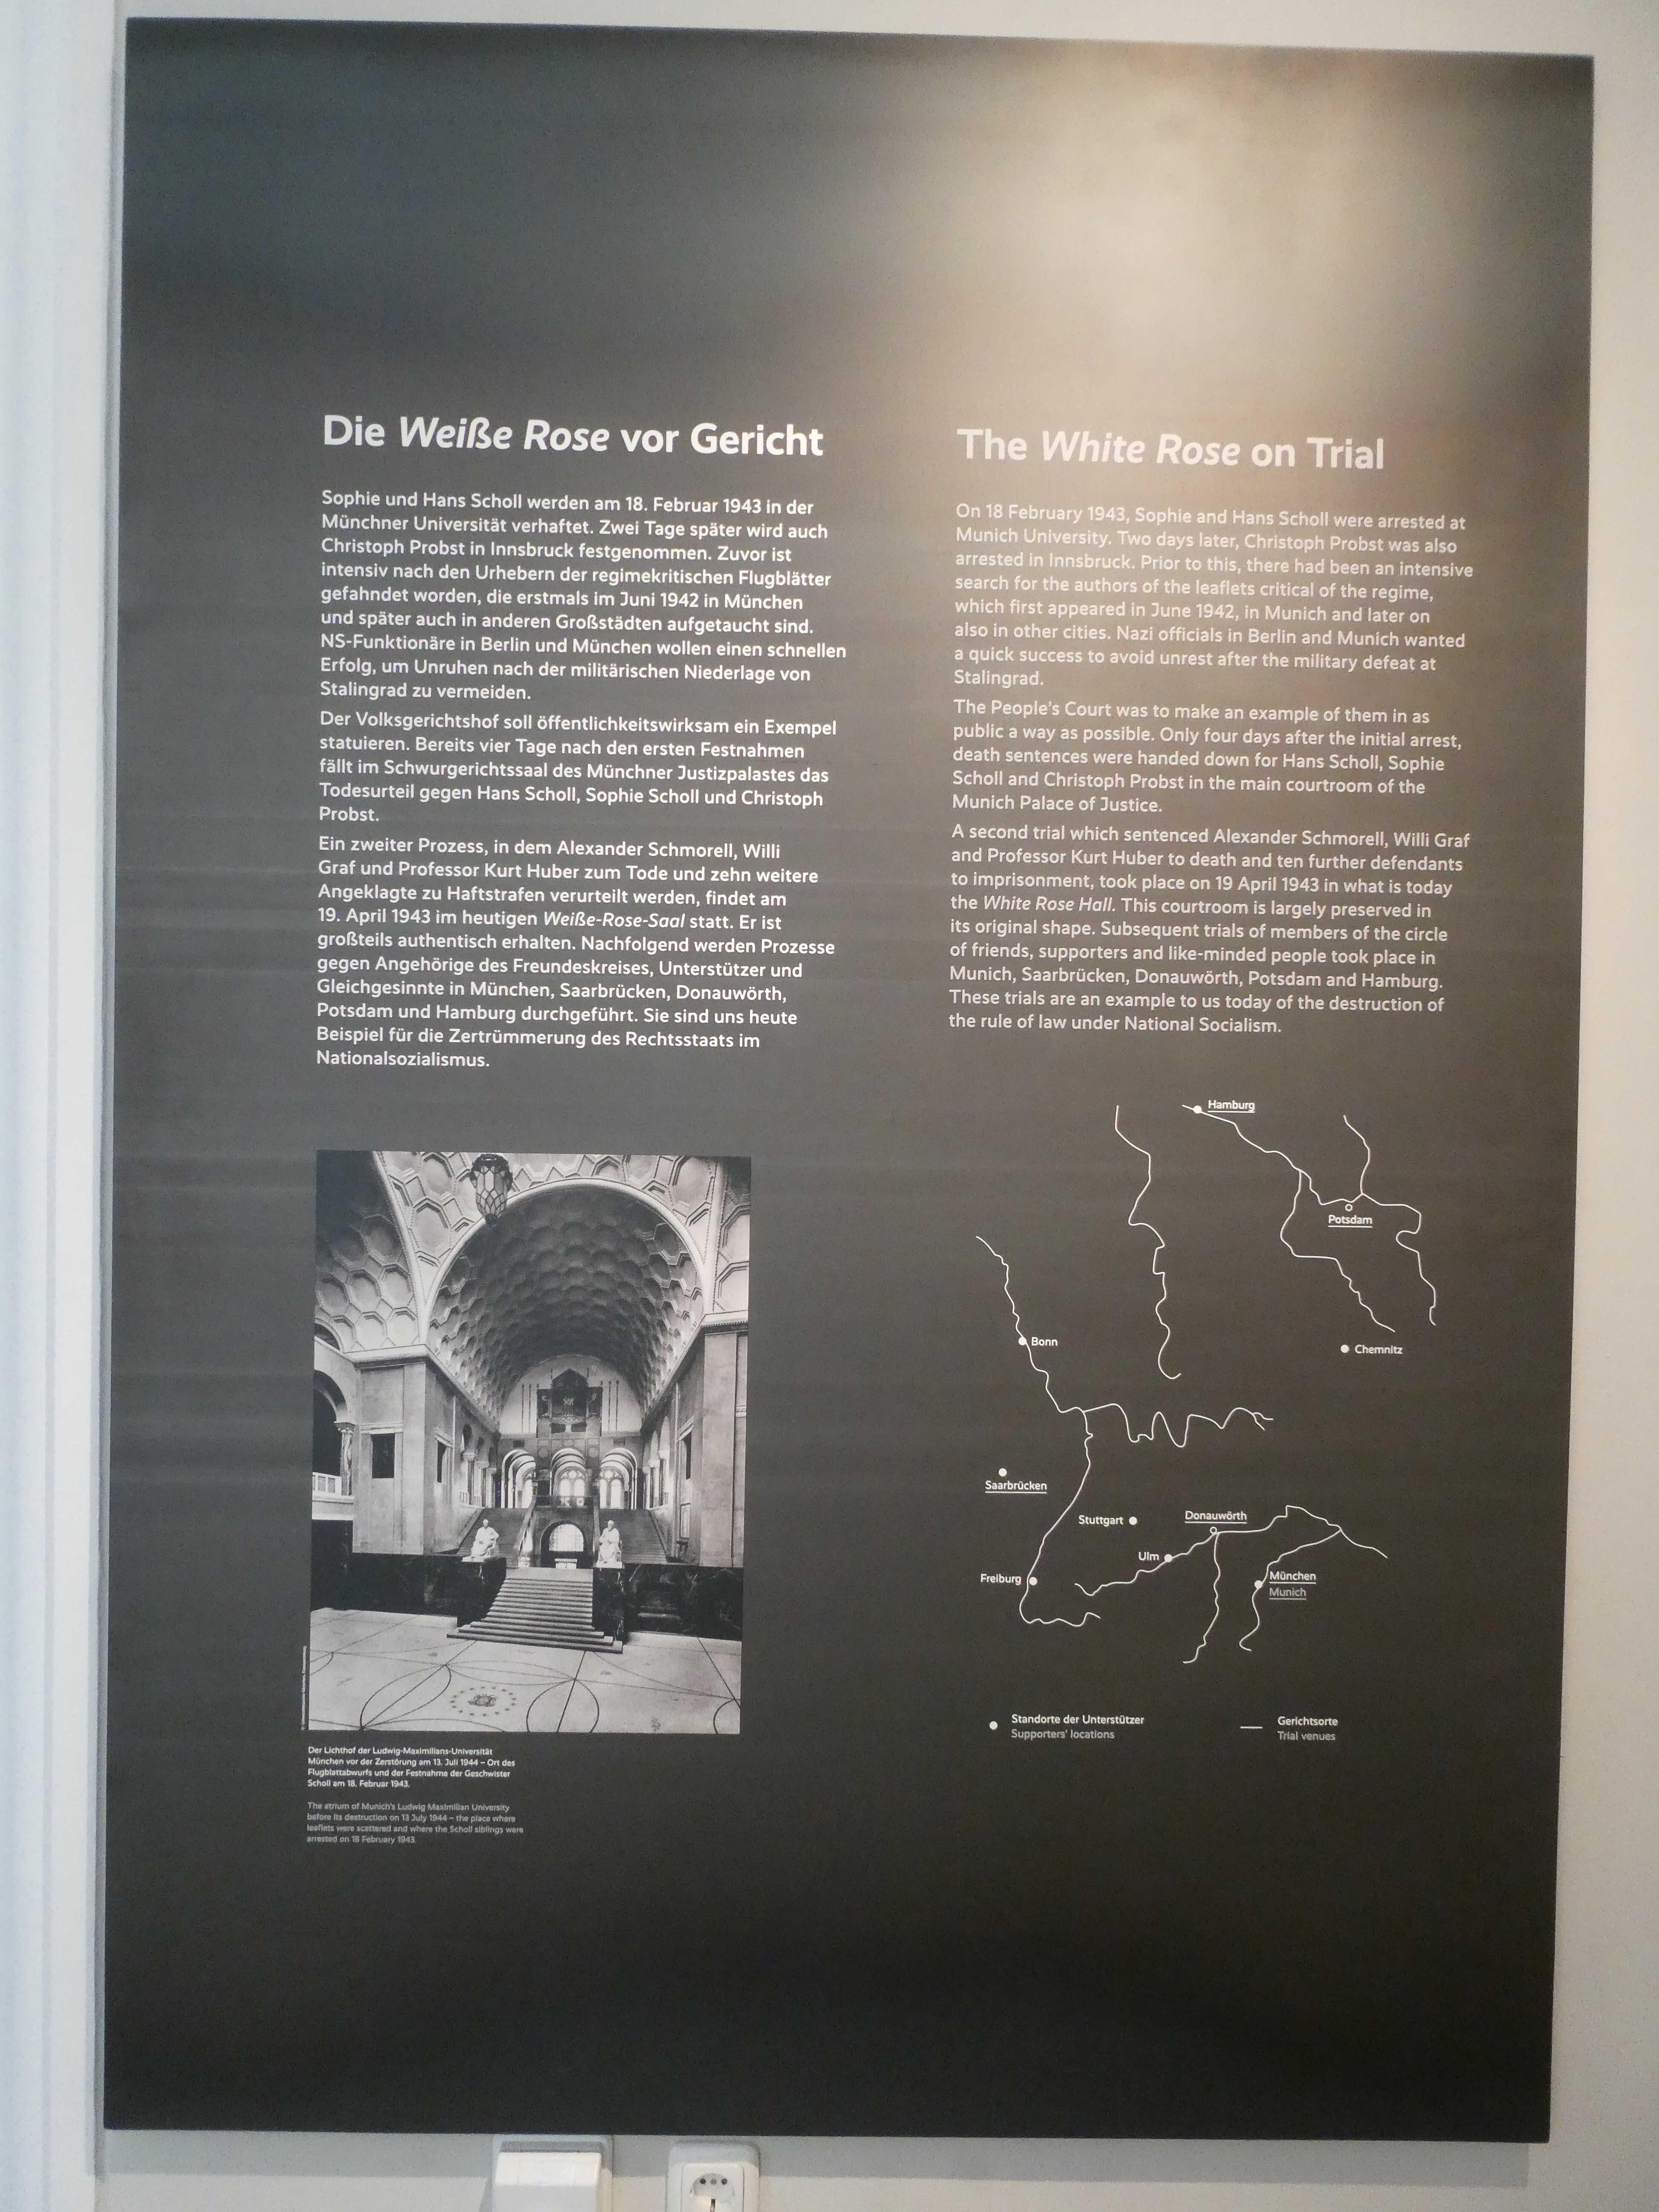 Die Weiße Rose vor Gericht
Sophie und Hans Scholl werden am 18. Februar 1943 in der
Münchner Universität verhaftet. Zwei Tage später wird auch
Christoph Probst in Innsbruck festgenommen. Zuvor ist
intensiv nach den Urhebern der regimekritischen Flugblätter
gefahndet worden, die erstmals im Juni 1942 in München
und später auch in anderen Großstädten aufgetaucht sind.
NS-Funktionäre in Berlin und München wollen einen schnellen
Erfolg, um Unruhen nach der militärischen Niederlage von
Stalingrad zu vermeiden.
Der Volksgerichtshof soll öffentlichkeitswirksam ein Exempel
statuieren. Bereits vier Tage nach den ersten Festnahmen
fällt im Schwurgerichtssaal des Münchner Justizpalastes das
Todesurteil gegen Hans Scholl, Sophie Scholl und Christoph
Probst.
Ein zweiter Prozess, in dem Alexander Schmorell, Willi
Graf und Professor Kurt Huber zum Tode und zehn weitere
Angeklagte zu Haftstrafen verurteilt werden, findet am
19. April 1943 im heutigen Weiße-Rose-Saal statt. Er ist
großteils authentisch erhalten. Nachfolgend werden Prozesse
gegen Angehörige des Freundeskreises, Unterstützer und
Gleichgesinnte in München, Saarbrücken, Donauwörth,
Potsdam und Hamburg durchgeführt. Sie sind uns heute
Beispiel für die Zertrümmerung des Rechtsstaats im
Nationalsozialismus.
The White Rose on Trial
On 18 February 1943, Sophie and Hans Scholl were arrested at
Munich University. Two days later, Christoph Probst was also
arrested in Innsbruck. Prior to this, there had been an intensive
search for the authors of the leaflets critical of the regime,
which first appeared in June 1942, in Munich and later on
also in other cities. Nazi officials in Berlin and Munich wanted
a quick success to avoid unrest after the military defeat at
Stalingrad.
The People's Court was to make an example of them in as
public a way as possible. Only four days after the initial arrest,
death sentences were handed down for Hans Scholl, Sophie
Scholl and Christoph Probst in the main courtroom of the
Munich Palace of Justice.
A second trial which sentenced Alexander Schmorell, Willi Graf
and Professor Kurt Huber to death and ten further defendants
to imprisonment, took place on 19 April 1943 in what is today
the White Rose Hall. This courtroom is largely preserved in
its original shape. Subsequent trials of members of the circle
of friends, supporters and like-minded people took place in
Munich, Saarbrücken, Donauwörth, Potsdam and Hamburg.
These trials are an example to us today of the destruction of
the rule of law under National Socialism.
Der Lichthof der Ludwig-Maximilians-Universität
München vor der Zerstörung am 13. Juli 1944 – Ort des
Flugblattabwurfs und der Festnahme der Geschwister
Scholl am 18. Februar 1943.
The atrium of Munich's Ludwig Maximilian University
before its destruction on 13 July 1944 – the place where
leaflets were scattered and where the Scholl siblings were
arrested on 18 February 1943.
Hamburg
Potsdam
Bonn
Chemnitz
Saarbrücken
Stuttgart
Donauwörth
Ulm
Freiburg
München
Munich
Standorte der Unterstützer
Supporters' locations
Gerichtsorte
Trial venues